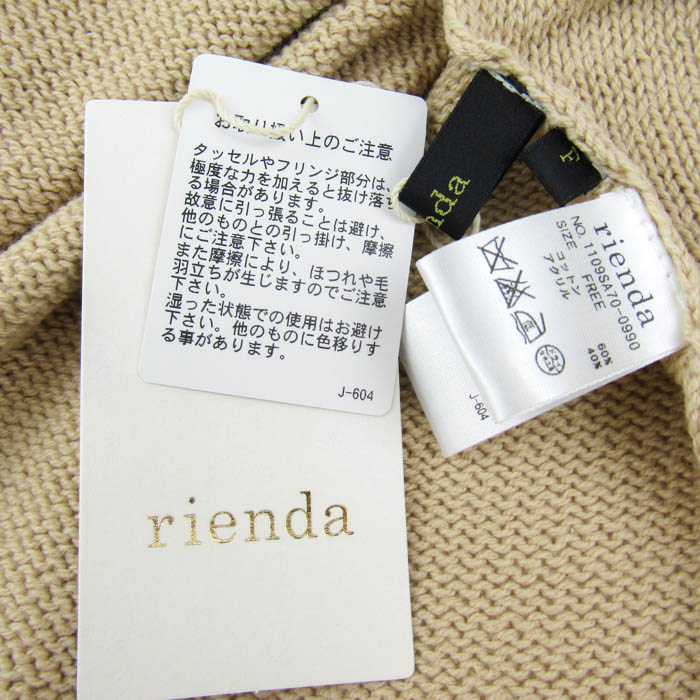 お取り扱い上のご注意
タッセルやフリンジ部分は、
極度な力を加えると抜け落ち
る場合があります。
故意に引っ張ることは避け、
他のものとの引っ掛け、摩擦
にご注意下さい。
また摩擦により、ほつれや毛
羽立ちが生じますのでご注意
下さい。
湿った状態での使用はお避け
下さい。他のものに色移りす
る事があります。
J-604
rienda
nda
F
rienda
NO. 1109SA70-0990
SIZE FREE
コットン 60%
アクリル 40%
J-604